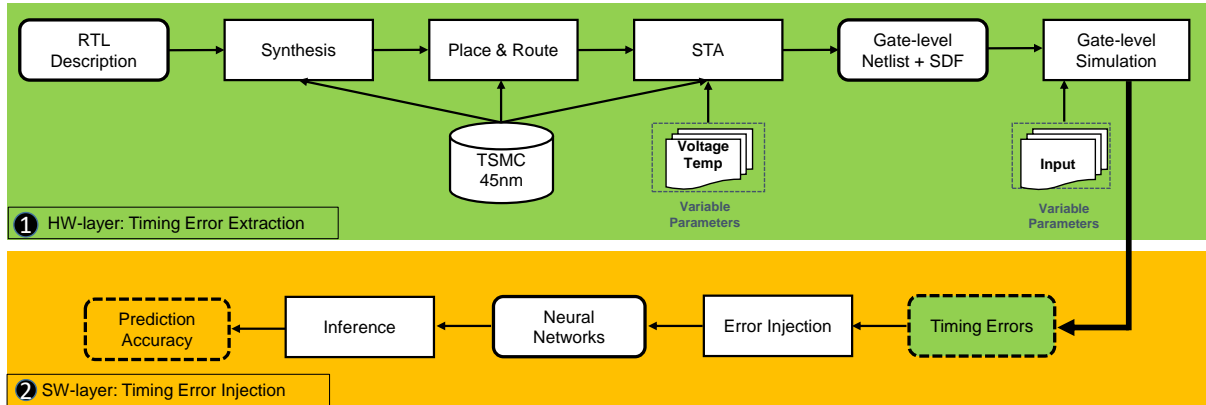 RTL
Description
Synthesis
Place & Route
STA
Gate-level
Netlist + SDF
Gate-level
Simulation
TSMC
45nm
Voltage
Temp
Variable
Parameters
Input
Variable
Parameters
1 HW-layer: Timing Error Extraction
Prediction
Accuracy
Inference
Neural
Networks
Error Injection
Timing Errors
2 SW-layer: Timing Error Injection